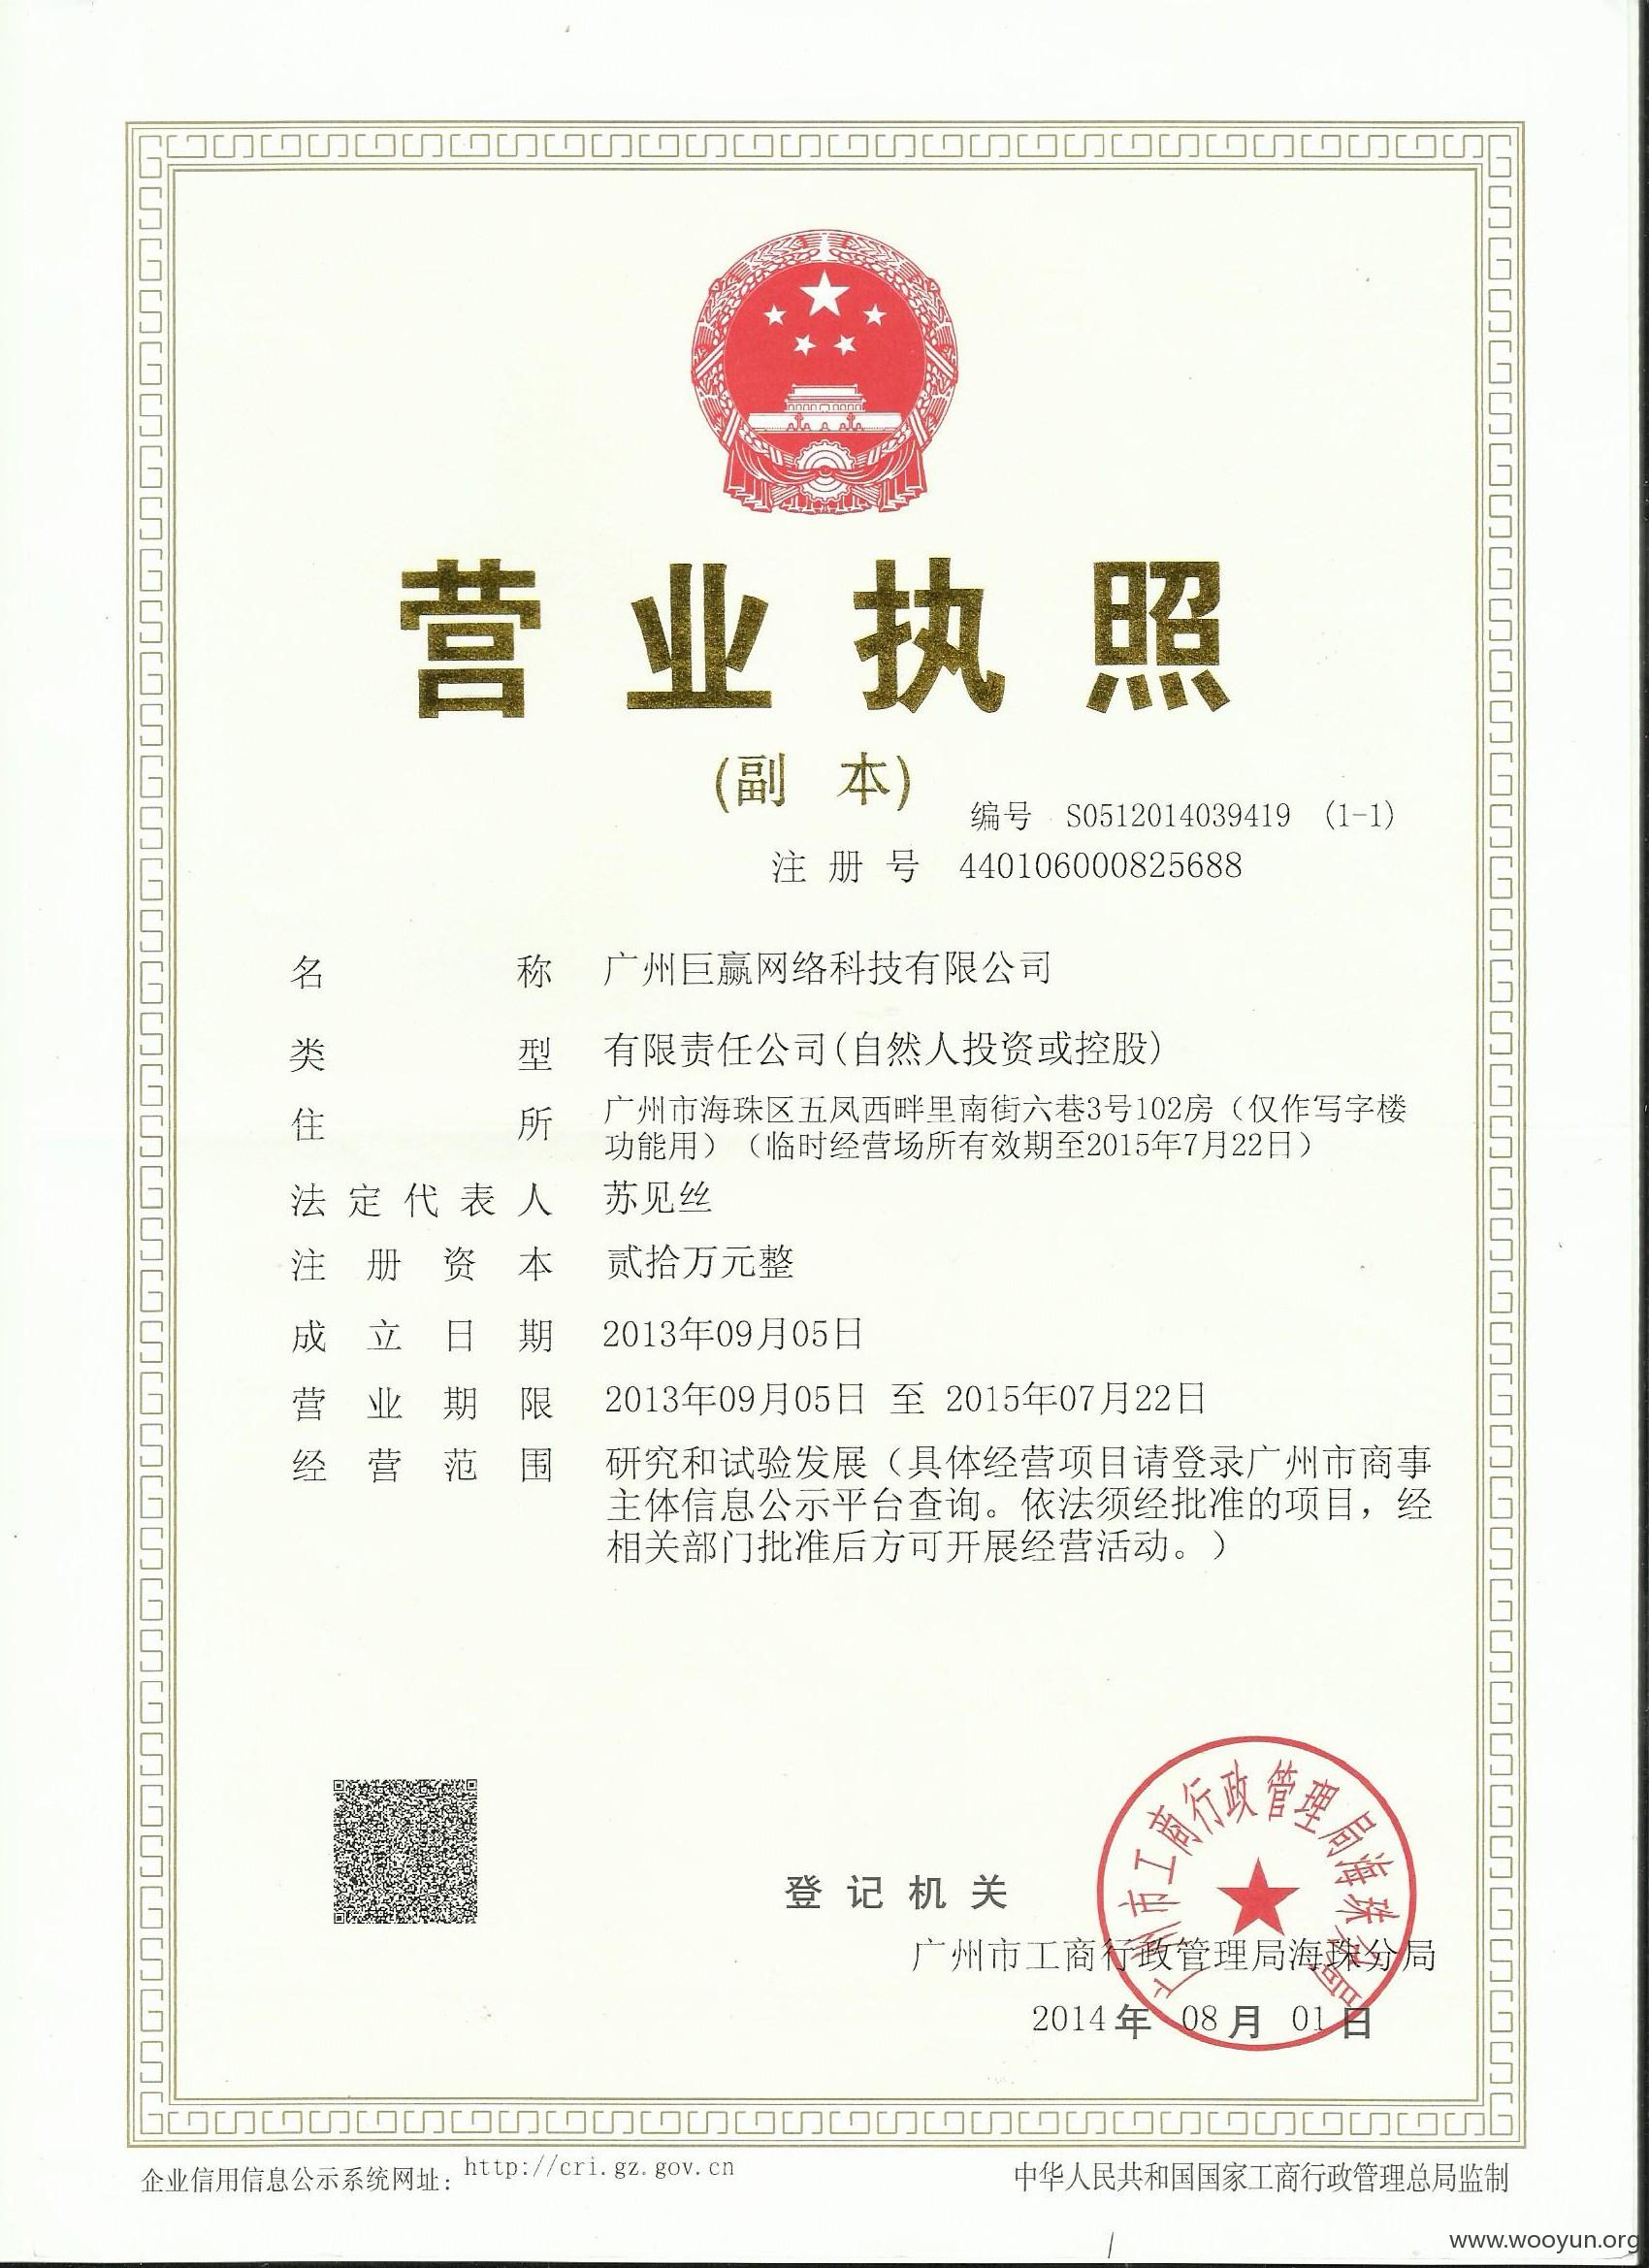 营业执照
(副 本)
编号 S0512014039419 (1-1)
注册号 440106000825688
名称 广州巨赢网络科技有限公司
类型 有限责任公司(自然人投资或控股)
住所 广州市海珠区五凤西畔里南街六巷3号102房（仅作写字楼
功能用）（临时经营场所有效期至2015年7月22日）
法定代表人 苏见丝
注册资本 贰拾万元整
成立日期 2013年09月05日
营业期限 2013年09月05日 至 2015年07月22日
经营范围 研究和试验发展（具体经营项目请登录广州市商事
主体信息公示平台查询。依法须经批准的项目，经
相关部门批准后方可开展经营活动。）
广州市工商行政管理局海珠分局
登记机关
广州市工商行政管理局海珠分局
2014年 08月 01日
企业信用信息公示系统网址: http://cri.gz.gov.cn
中华人民共和国国家工商行政管理总局监制
www.wooyun.org